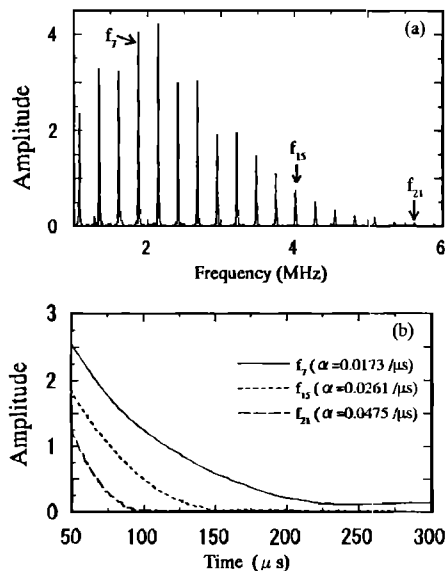 (a)
4
f7
2
f15
f21
0
Amplitude
2
4
6
Frequency (MHz)
(b)
3
f7 ( α=0.0173 /μs)
f15 ( α=0.0261 /μs)
f21 ( α=0.0475 /μs)
2
1
0
Amplitude
50
100
150
200
250
300
Time ( μ s)